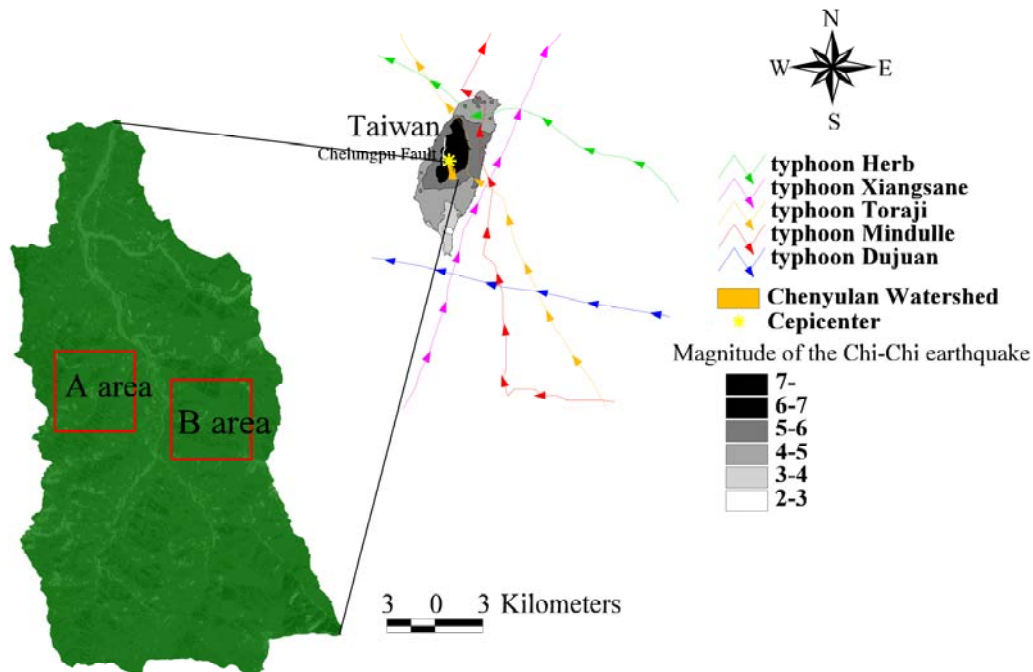 N
W E
S
Taiwan
Chelungpu Fault
A area
B area
typhoon Herb
typhoon Xiangsane
typhoon Toraji
typhoon Mindulle
typhoon Dujuan
Chenyulan Watershed
Cepicenter
Magnitude of the Chi-Chi earquake
7-
6-7
5-6
4-5
3-4
2-3
3 0 3 Kilometers